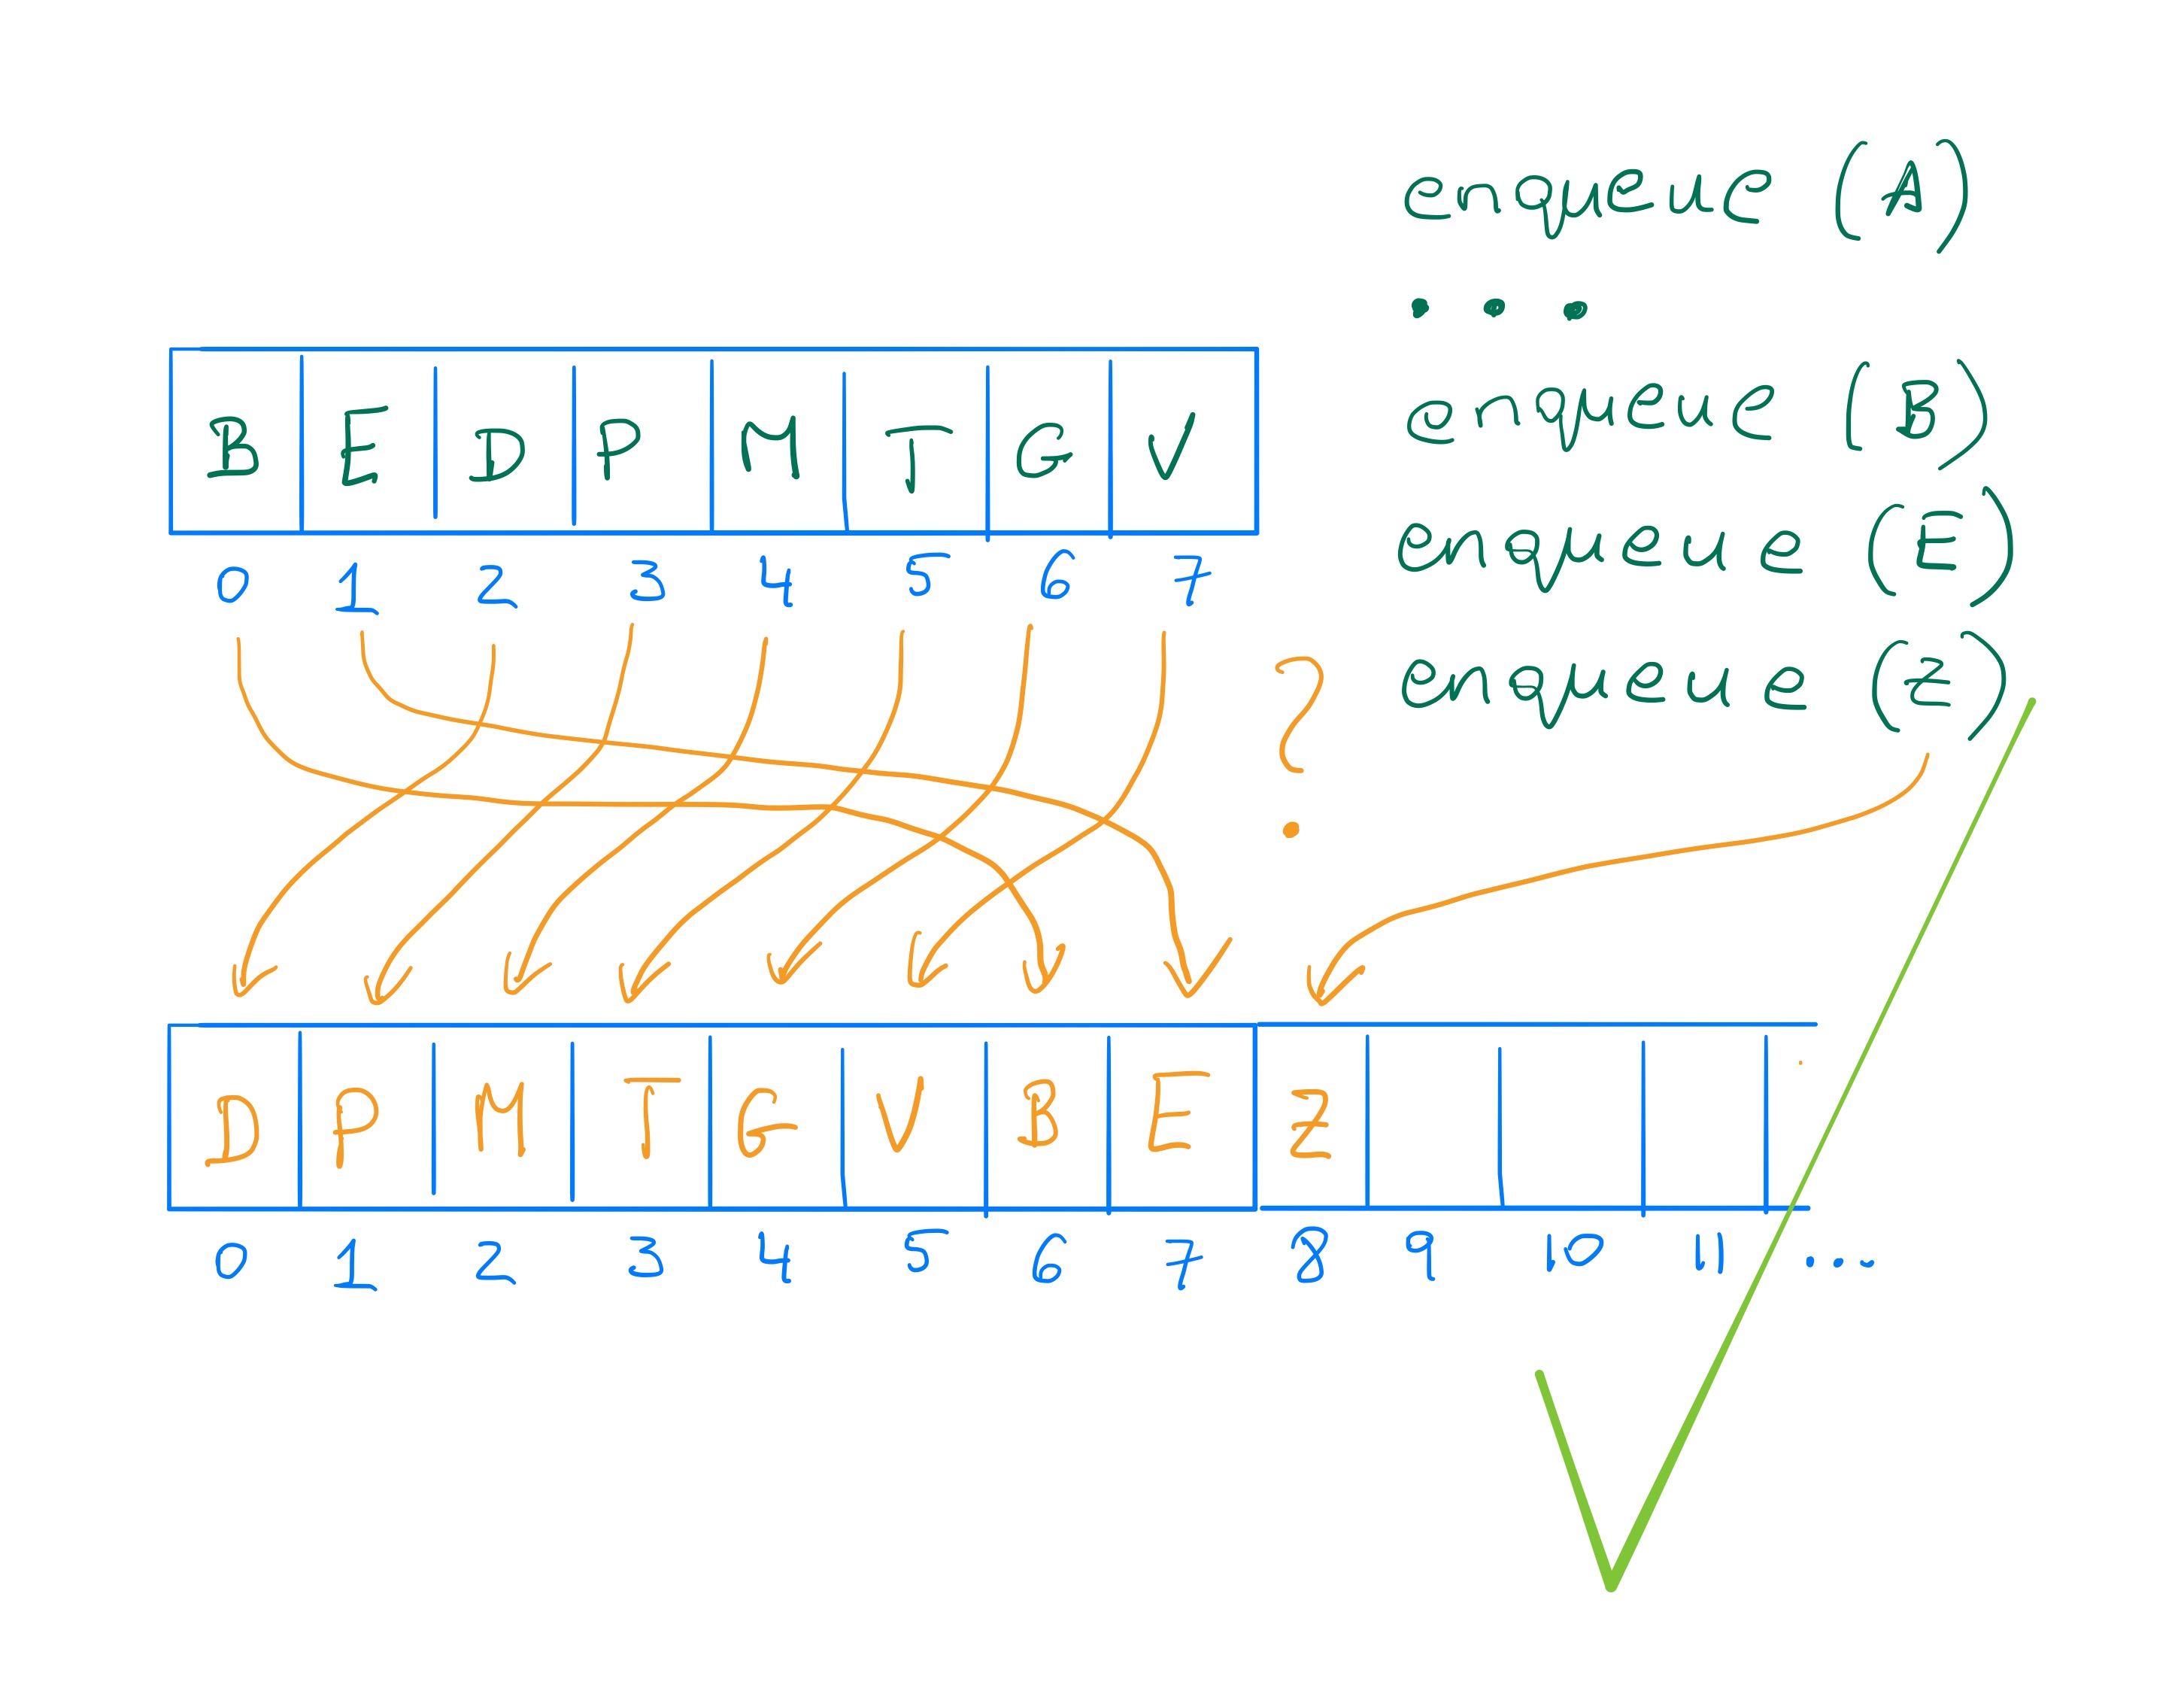 enqueue (A)
...
enqueue (B)
B E D P M T G V
enqueue (E)
0 1 2 3 4 5 6 7
enqueue (Z)
?
D P M T G V B E Z
0 1 2 3 4 5 6 7 8 9 10 11 ...